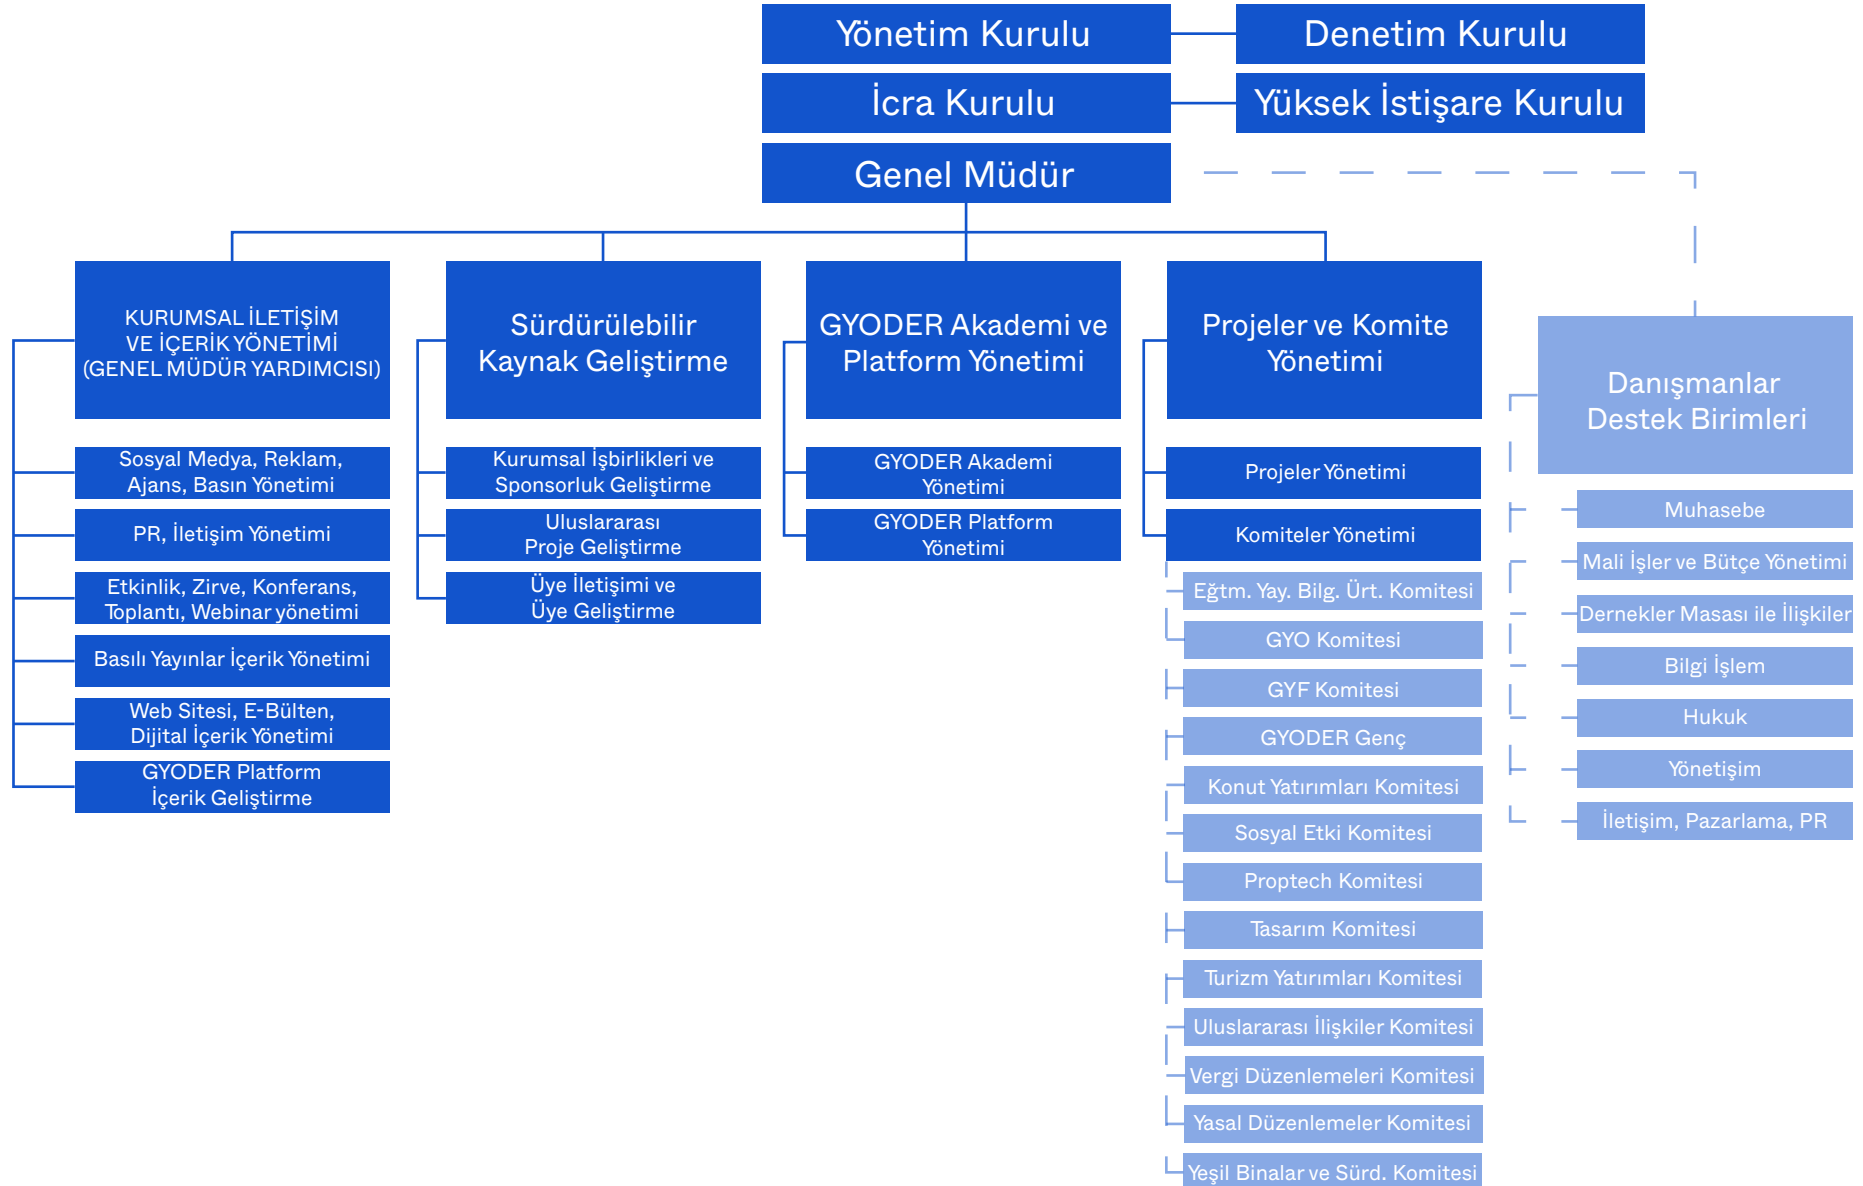 Yönetim Kurulu
Denetim Kurulu
İcra Kurulu
Yüksek İstişare Kurulu
Genel Müdür
KURUMSAL İLETİŞİM
VE İÇERİK YÖNETİMİ
(GENEL MÜDÜR YARDIMCISI)
Sosyal Medya, Reklam,
Ajans, Basın Yönetimi
PR, İletişim Yönetimi
Etkinlik, Zirve, Konferans,
Toplantı, Webinar yönetimi
Basılı Yayınlar İçerik Yönetimi
Web Sitesi, E-Bülten,
Dijital İçerik Yönetimi
GYODER Platform
İçerik Geliştirme
Sürdürülebilir
Kaynak Geliştirme
Kurumsal İşbirlikleri ve
Sponsorluk Geliştirme
Uluslararası
Proje Geliştirme
Üye İletişimi ve
Üye Geliştirme
GYODER Akademi ve
Platform Yönetimi
GYODER Akademi
Yönetimi
GYODER Platform
Yönetimi
Projeler ve Komite
Yönetimi
Projeler Yönetimi
Komiteler Yönetimi
Eğtm. Yay. Bilg. Ürt. Komitesi
GYO Komitesi
GYF Komitesi
GYODER Genç
Konut Yatırımları Komitesi
Sosyal Etki Komitesi
Proptech Komitesi
Tasarım Komitesi
Turizm Yatırımları Komitesi
Uluslararası İlişkiler Komitesi
Vergi Düzenlemeleri Komitesi
Yasal Düzenlemeler Komitesi
Yeşil Binalar ve Sürd. Komitesi
Danışmanlar
Destek Birimleri
Muhasebe
Mali İşler ve Bütçe Yönetimi
Dernekler Masası ile İlişkiler
Bilgi İşlem
Hukuk
Yönetişim
İletişim, Pazarlama, PR